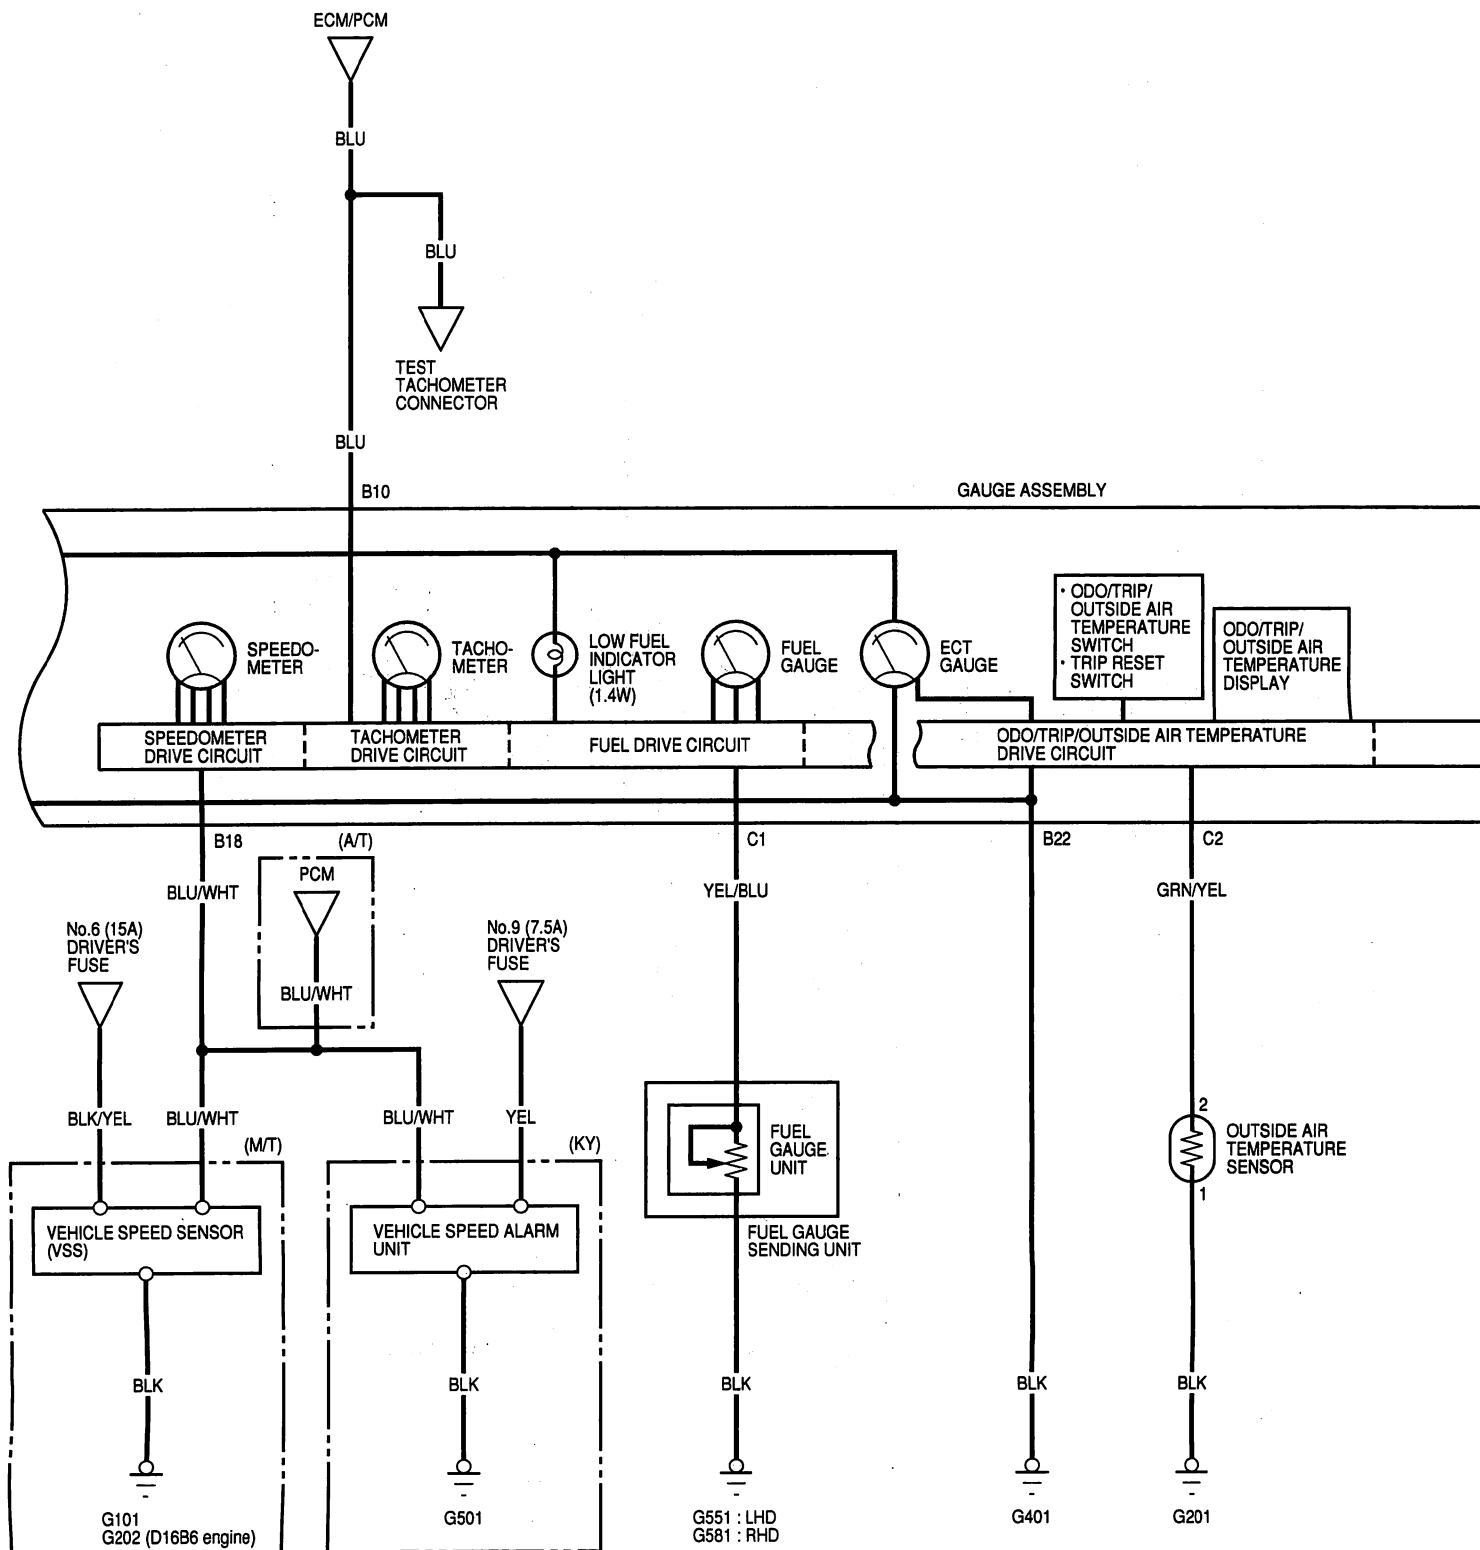 ECM/PCM
BLU
BLU
TEST
TACHOMETER
CONNECTOR
BLU
B10
GAUGE ASSEMBLY
SPEEDO-
METER
TACHO-
METER
LOW FUEL
INDICATOR
LIGHT
(1.4W)
FUEL
GAUGE
ECT
GAUGE
• ODO/TRIP/
OUTSIDE AIR
TEMPERATURE
SWITCH
• TRIP RESET
SWITCH
ODO/TRIP/
OUTSIDE AIR
TEMPERATURE
DISPLAY
SPEEDOMETER
DRIVE CIRCUIT
TACHOMETER
DRIVE CIRCUIT
FUEL DRIVE CIRCUIT
ODO/TRIP/OUTSIDE AIR TEMPERATURE
DRIVE CIRCUIT
B18
(A/T)
C1
B22
C2
BLU/WHT
PCM
YEL/BLU
GRN/YEL
No.6 (15A)
DRIVER'S
FUSE
No.9 (7.5A)
DRIVER'S
FUSE
BLU/WHT
BLK/YEL
BLU/WHT
BLU/WHT
YEL
(M/T)
(KY)
FUEL
GAUGE
UNIT
2
OUTSIDE AIR
TEMPERATURE
SENSOR
1
VEHICLE SPEED SENSOR
(VSS)
VEHICLE SPEED ALARM
UNIT
FUEL GAUGE
SENDING UNIT
BLK
BLK
BLK
BLK
BLK
G101
G202 (D16B6 engine)
G501
G551 : LHD
G581 : RHD
G401
G201